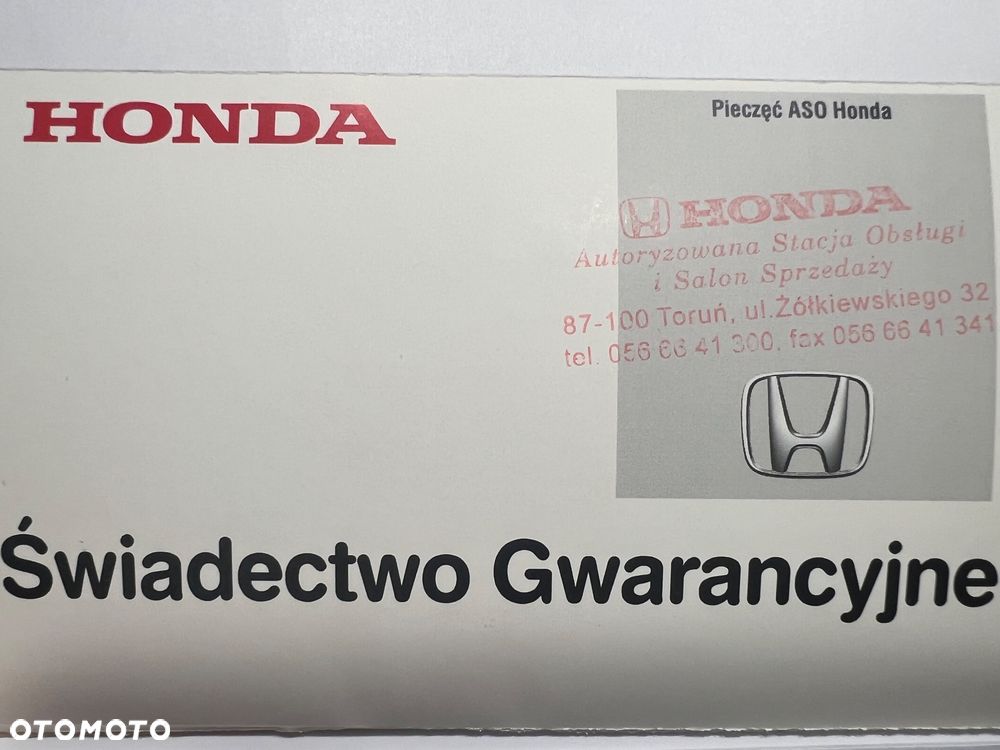 HONDA
Pieczęć ASO Honda
HONDA
Autoryzowana Stacja Obsługi
i Salon Sprzedaży
87-100 Toruń, ul.Żółkiewskiego 32
tel. 056 66 41 300, fax 056 66 41 341
Świadectwo Gwarancyjne
OTOMOTO